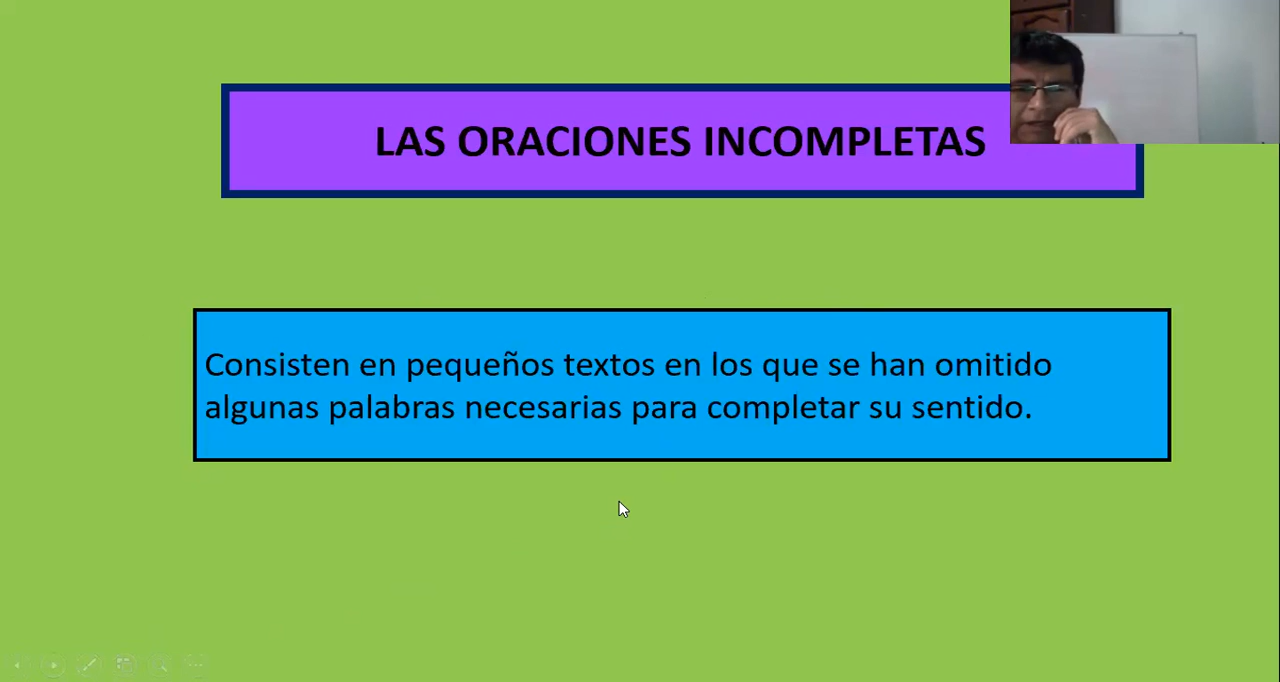 LAS ORACIONES INCOMPLETAS
Consisten en pequeños textos en los que se han omitido
algunas palabras necesarias para completar su sentido.